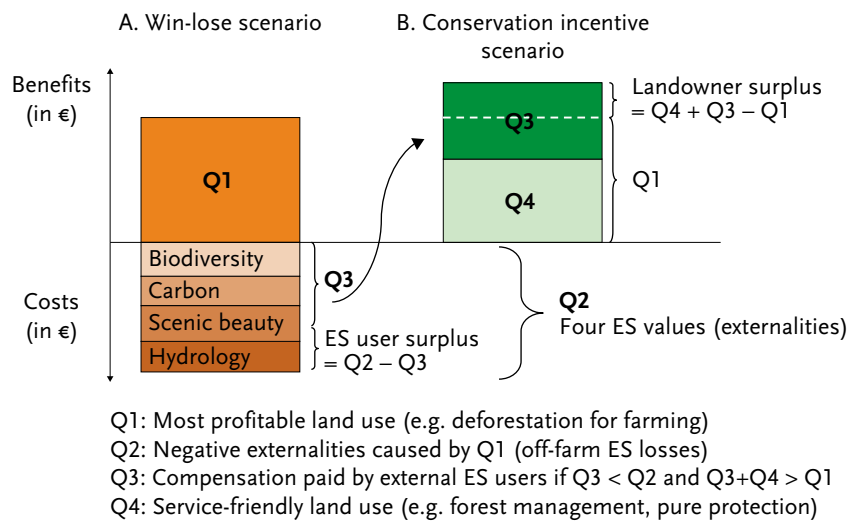 A. Win-lose scenario
B. Conservation incentive
scenario
Benefits
(in €)
Landowner surplus
= Q4 + Q3 – Q1
Q3
Q1
Q1
Q4
Biodiversity
Carbon
Scenic beauty
Hydrology
Q3
Costs
(in €)
ES user surplus
= Q2 – Q3
Q2
Four ES values (externalities)
Q1: Most profitable land use (e.g. deforestation for farming)
Q2: Negative externalities caused by Q1 (off-farm ES losses)
Q3: Compensation paid by external ES users if Q3 < Q2 and Q3+Q4 > Q1
Q4: Service-friendly land use (e.g. forest management, pure protection)